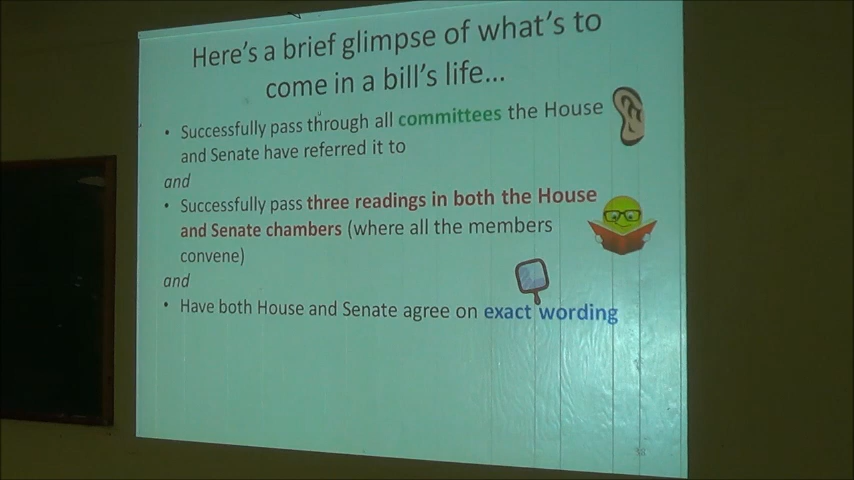 Here's a brief glimpse of what's to
come in a bill's life...
• Successfully pass through all committees the House
and Senate have referred it to
and
• Successfully pass three readings in both the House
and Senate chambers (where all the members
convene)
and
• Have both House and Senate agree on exact wording
38